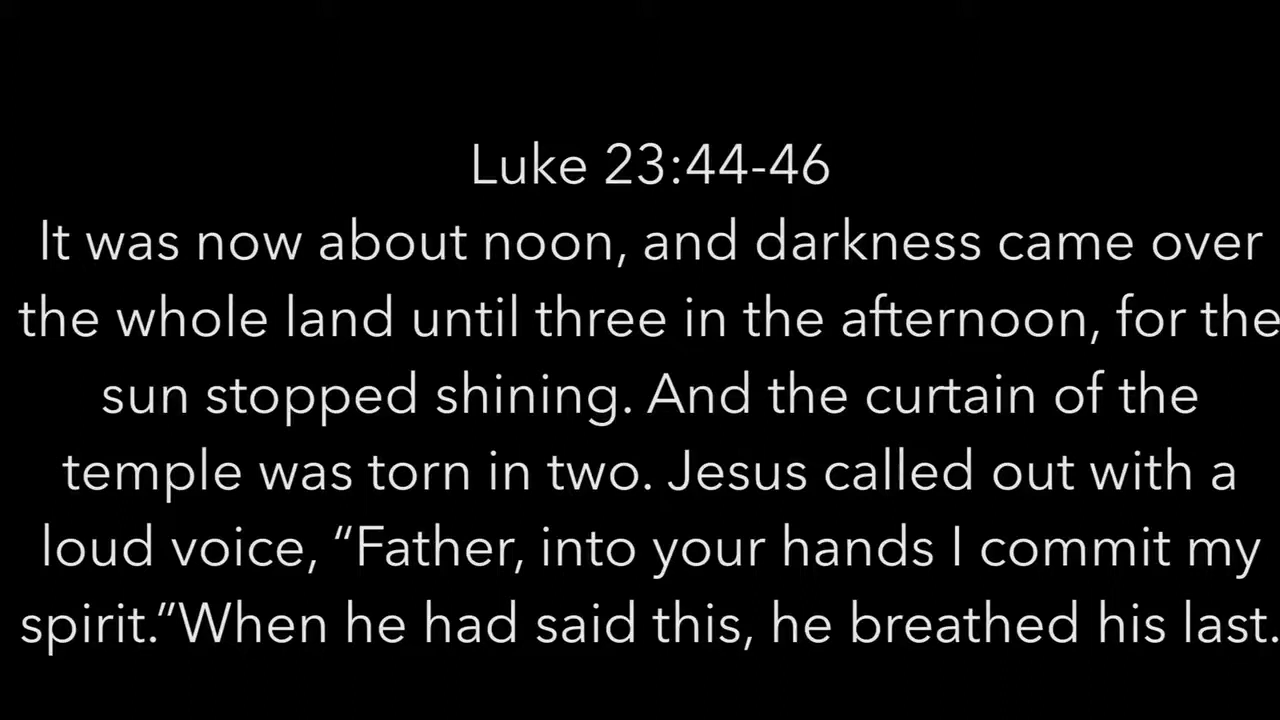 Luke 23:44-46
It was now about noon, and darkness came over
the whole land until three in the afternoon, for the
sun stopped shining. And the curtain of the
temple was torn in two. Jesus called out with a
loud voice, “Father, into your hands I commit my
spirit.”When he had said this, he breathed his last.